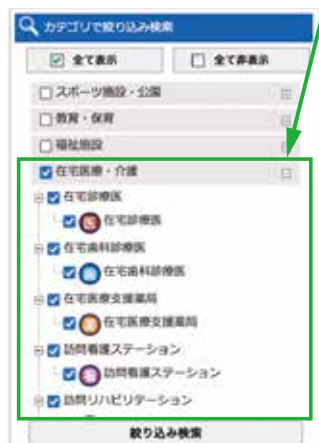 カテゴリで絞り込み検索
全て表示
全て非表示
スポーツ施設・公園
教育・保育
福祉施設
在宅医療・介護
在宅診療医
在宅診療医
在宅歯科診療医
在宅歯科診療医
在宅医療支援薬局
在宅医療支援薬局
訪問看護ステーション
訪問看護ステーション
訪問リハビリテーション
絞り込み検索